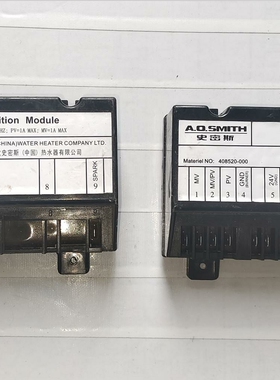 ition Module
HZ; PV=1A MAX; MV=1A MAX
CHINA)WATER HEATER COMPANY LTD
史密斯（中国）热水器有限公司
8
9 SPARK
A.O.SMITH
史密斯
Materiel NO: 408520-000
MV MV/PV PV GND 24V
1 2 3 4 5